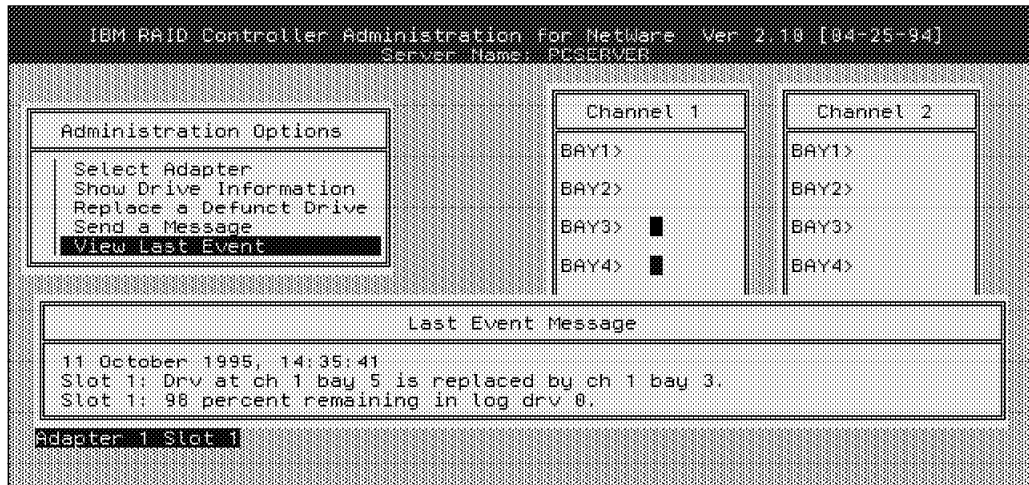 IBM RAID Controller Administration for NetWare Ver 2.10 [04-25-94]
Server Name: PCSERVER
Administration Options
Select Adapter
Show Drive Information
Replace a Defunct Drive
Send a Message
View Last Event
Channel 1
BAY1>
BAY2>
BAY3>
BAY4>
Channel 2
BAY1>
BAY2>
BAY3>
BAY4>
Last Event Message
11 October 1995, 14:35:41
Slot 1: Drv at ch 1 bay 5 is replaced by ch 1 bay 3.
Slot 1: 98 percent remaining in log drv 0.
Adapter 1 Slot 1